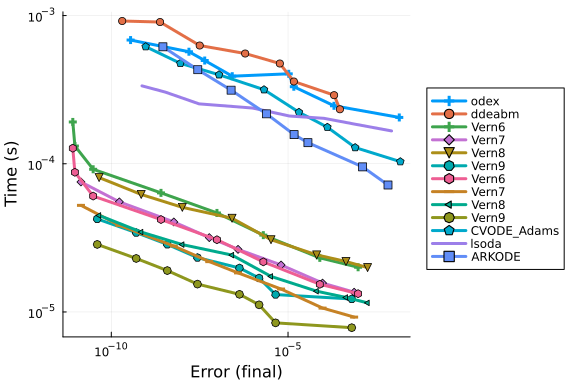 10⁻³
10⁻⁴
10⁻⁵
Time (s)
10⁻¹⁰
10⁻⁵
Error (final)
odex
ddeabm
Vern6
Vern7
Vern8
Vern9
Vern6
Vern7
Vern8
Vern9
CVODE_Adams
lsoda
ARKODE